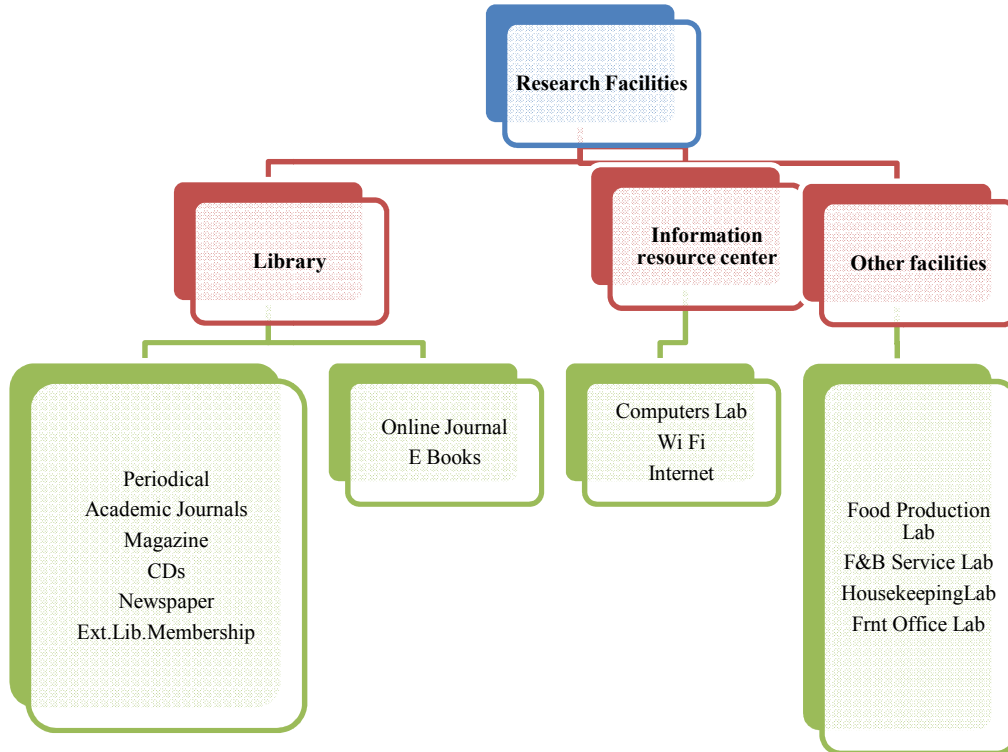 Research Facilities
Library
Information
resource center
Other facilities
Periodical
Academic Journals
Magazine
CDs
Newspaper
Ext.Lib.Membership
Online Journal
E Books
Computers Lab
Wi Fi
Internet
Food Production
Lab
F&B Service Lab
HousekeepingLab
Frnt Office Lab